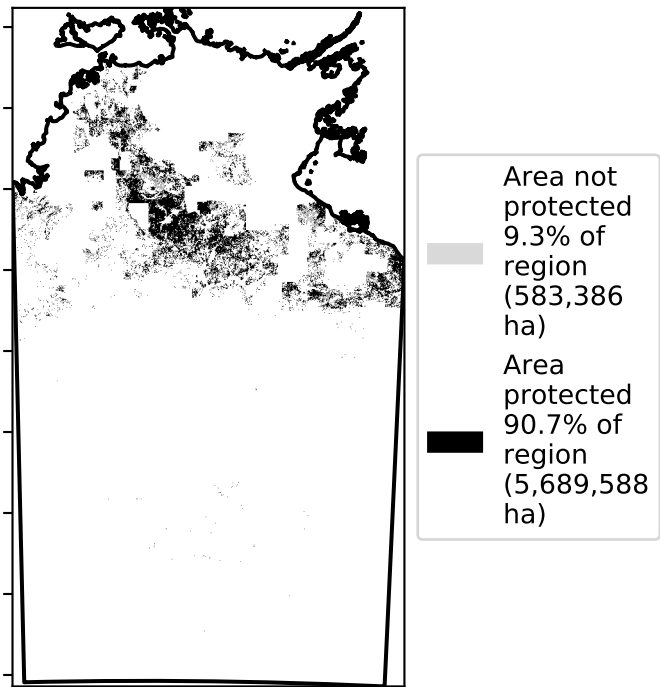 Area not
protected
9.3% of
region
(583,386
ha)
Area
protected
90.7% of
region
(5,689,588
ha)